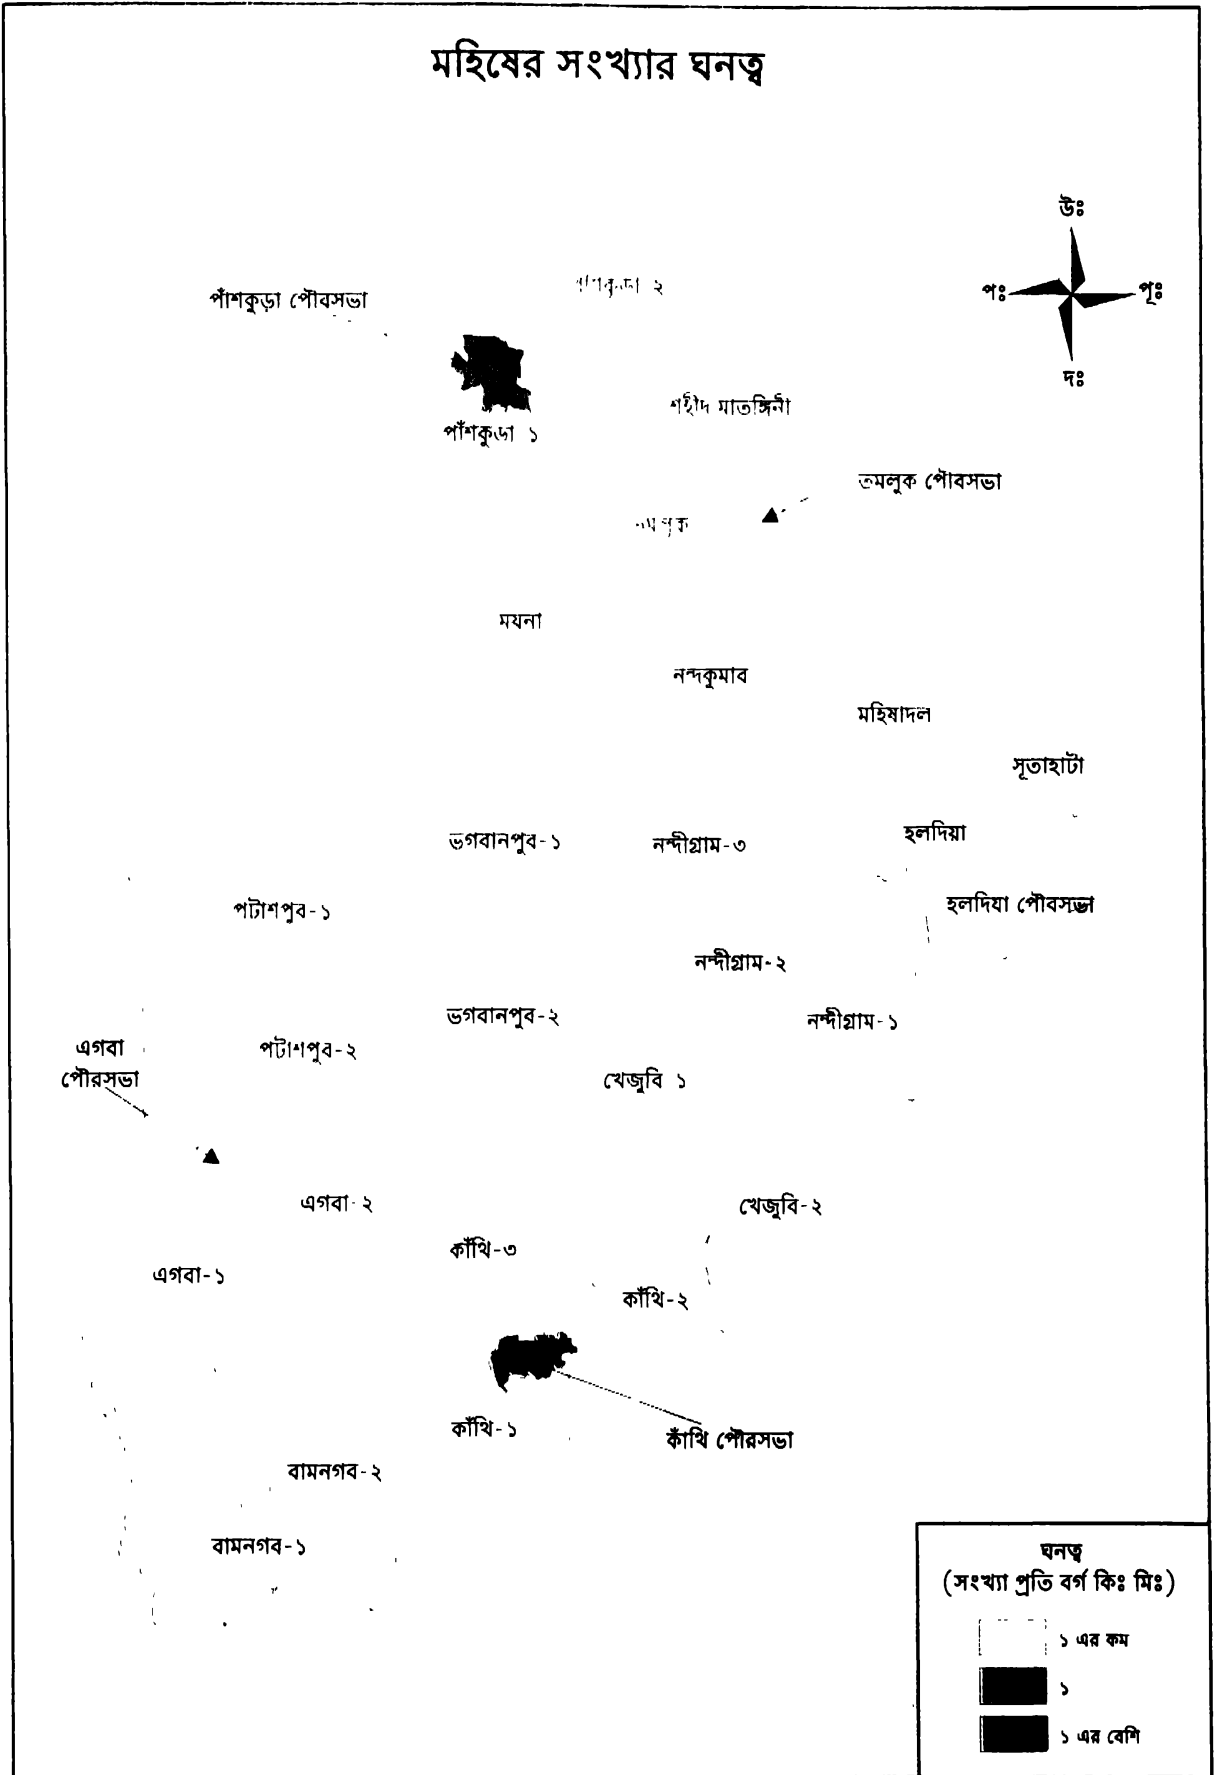 মহিষের সংখ্যার ঘনত্ব
উঃ
পঃ
পূঃ
দঃ
২
পাঁশকুড়া পৌবসভা
শহীদ মাতঙ্গিনী
পাঁশকুড়া ১
তমলুক পৌবসভা
ময়না
নন্দকুমাব
মহিষাদল
সূতাহাটা
হলদিয়া
ভগবানপুব-১
নন্দীগ্রাম-৩
হলদিযা পৌবসভা
পটাশপুব-১
নন্দীগ্রাম-২
ভগবানপুব-২
নন্দীগ্রাম-১
এগবা
পৌরসভা
পটাশপুব-২
খেজুবি ১
এগবা-২
খেজুবি-২
কাঁথি-৩
এগবা-১
কাঁথি-২
কাঁথি-১
কাঁথি পৌরসভা
বামনগব-২
বামনগব-১
ঘনত্ব
(সংখ্যা প্রতি বর্গ কিঃ মিঃ)
১ এর কম
১
১ এর বেশি